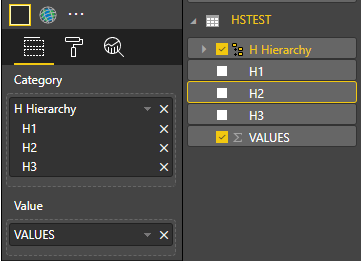 Category
H Hierarchy
H1
H2
H3
Value
VALUES
HSTEST
H Hierarchy
H1
H2
H3
VALUES